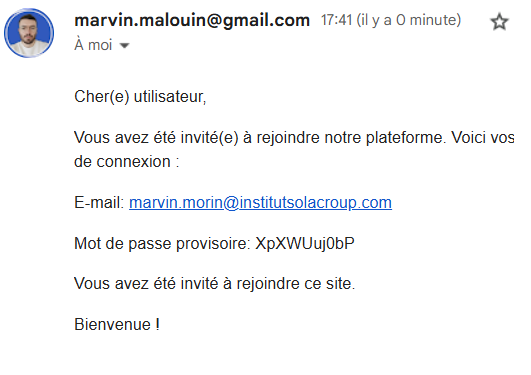 marvin.malouin@gmail.com 17:41 (il y a 0 minute)
À moi
Cher(e) utilisateur,
Vous avez été invité(e) à rejoindre notre plateforme. Voici vos
de connexion :
E-mail: marvin.morin@institutsolacroup.com
Mot de passe provisoire: XpXWUuj0bP
Vous avez été invité à rejoindre ce site.
Bienvenue !